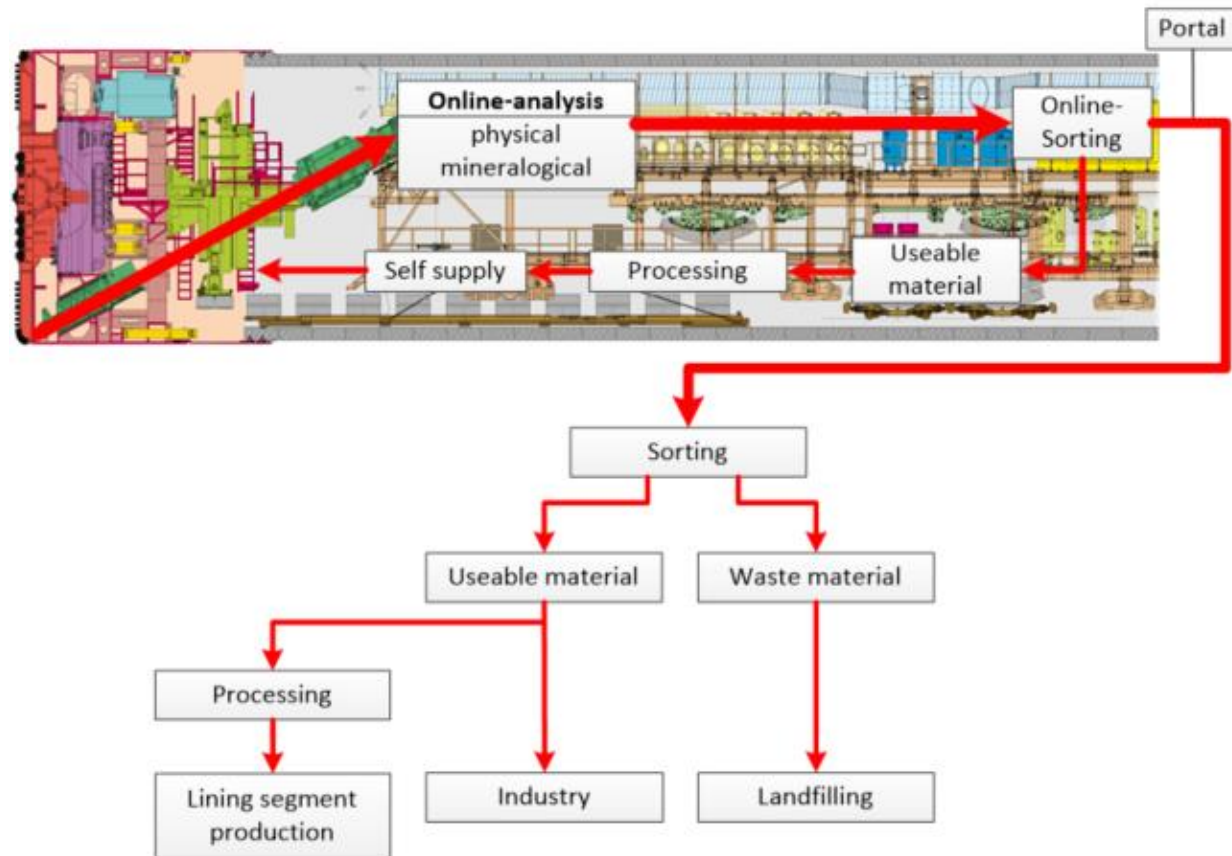 Portal
Online-analysis
physical
mineralogical
Online-
Sorting
Self supply
Processing
Useable
material
Sorting
Useable material
Waste material
Processing
Lining segment
production
Industry
Landfilling